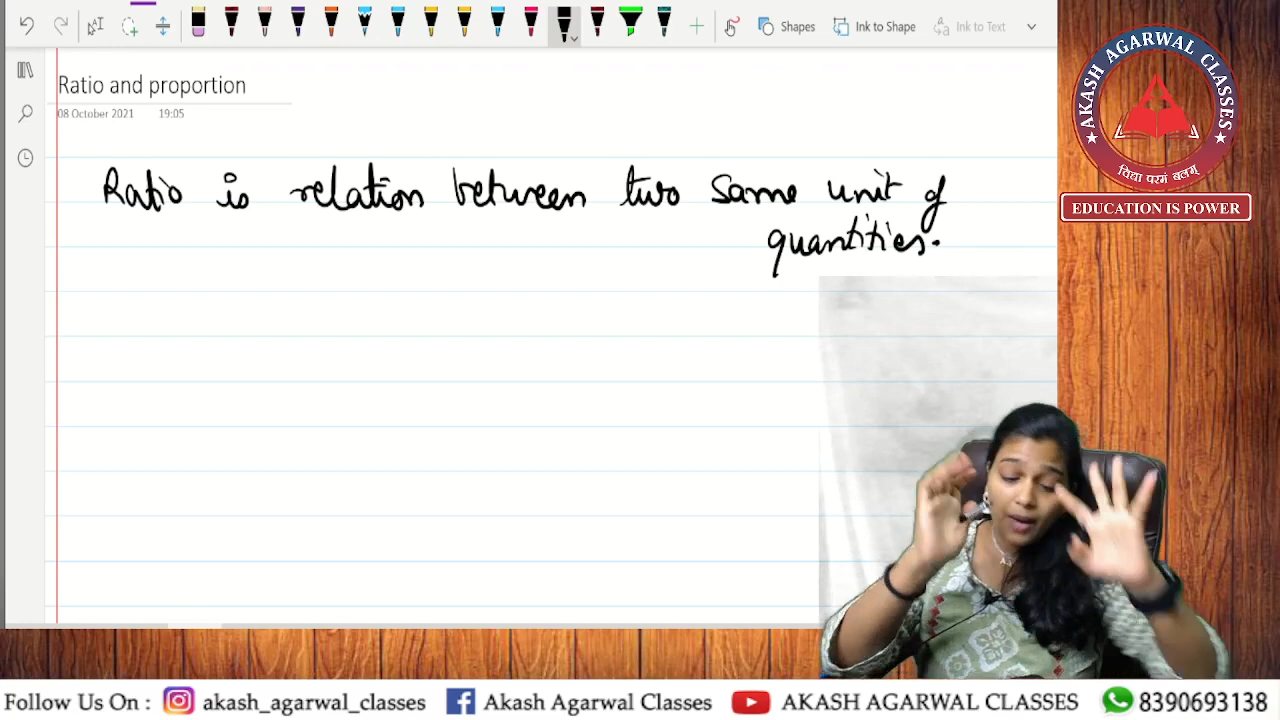 Shapes
Ink to Shape
Ink to Text
Ratio and proportion
08 October 2021 19:05
Ratio is relation between two same unit of
quantities.
AKASH AGARWAL CLASSES
विद्या परमं बलम्
EDUCATION IS POWER
Follow Us On : akash_agarwal_classes Akash Agarwal Classes AKASH AGARWAL CLASSES 8390693138